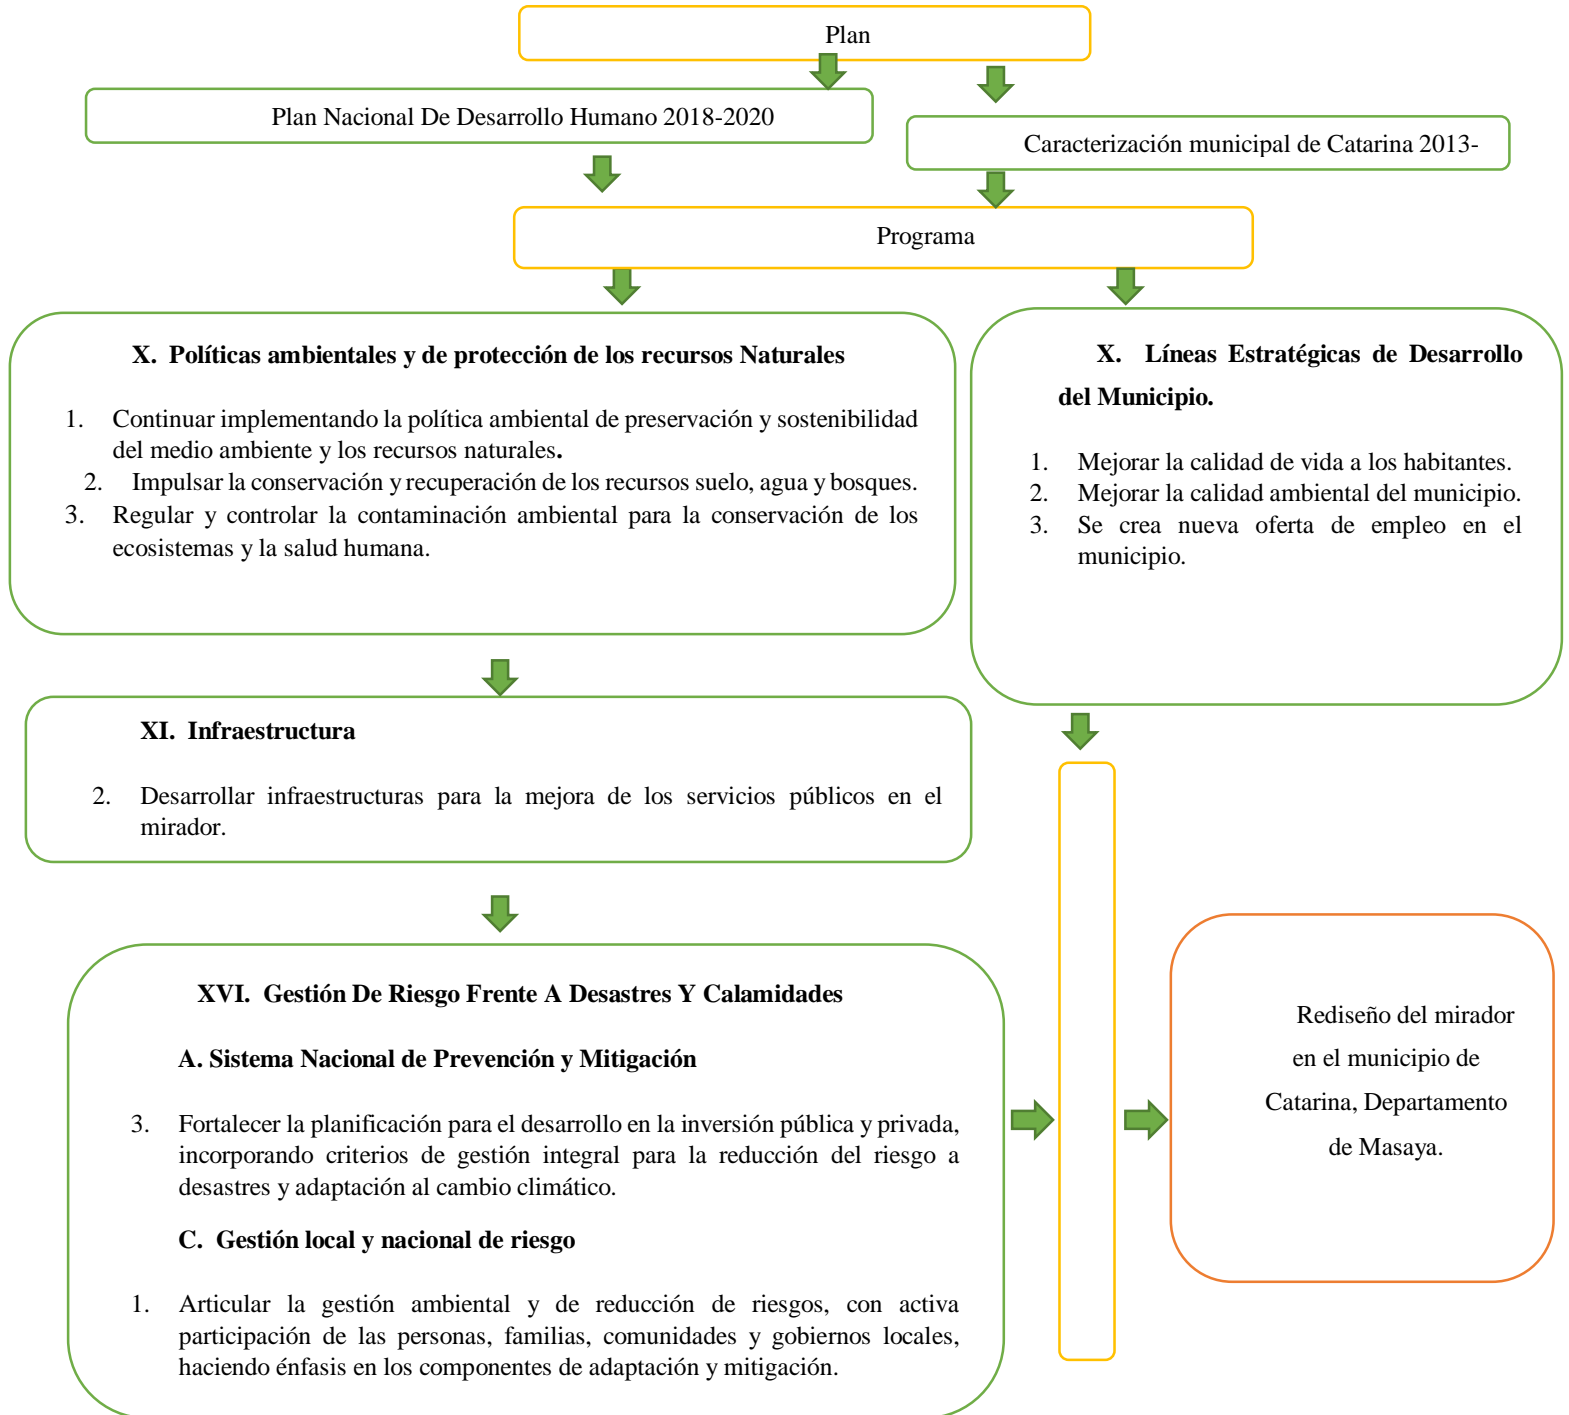 Plan
Plan Nacional De Desarrollo Humano 2018-2020
Caracterización municipal de Catarina 2013-
Programa
X. Políticas ambientales y de protección de los recursos Naturales
1. Continuar implementando la política ambiental de preservación y sostenibilidad
del medio ambiente y los recursos naturales.
2. Impulsar la conservación y recuperación de los recursos suelo, agua y bosques.
3. Regular y controlar la contaminación ambiental para la conservación de los
ecosistemas y la salud humana.
X. Líneas Estratégicas de Desarrollo
del Municipio.
1. Mejorar la calidad de vida a los habitantes.
2. Mejorar la calidad ambiental del municipio.
3. Se crea nueva oferta de empleo en el
municipio.
XI. Infraestructura
2. Desarrollar infraestructuras para la mejora de los servicios públicos en el
mirador.
XVI. Gestión De Riesgo Frente A Desastres Y Calamidades
A. Sistema Nacional de Prevención y Mitigación
3. Fortalecer la planificación para el desarrollo en la inversión pública y privada,
incorporando criterios de gestión integral para la reducción del riesgo a
desastres y adaptación al cambio climático.
C. Gestión local y nacional de riesgo
1. Articular la gestión ambiental y de reducción de riesgos, con activa
participación de las personas, familias, comunidades y gobiernos locales,
haciendo énfasis en los componentes de adaptación y mitigación.
Rediseño del mirador
en el municipio de
Catarina, Departamento
de Masaya.